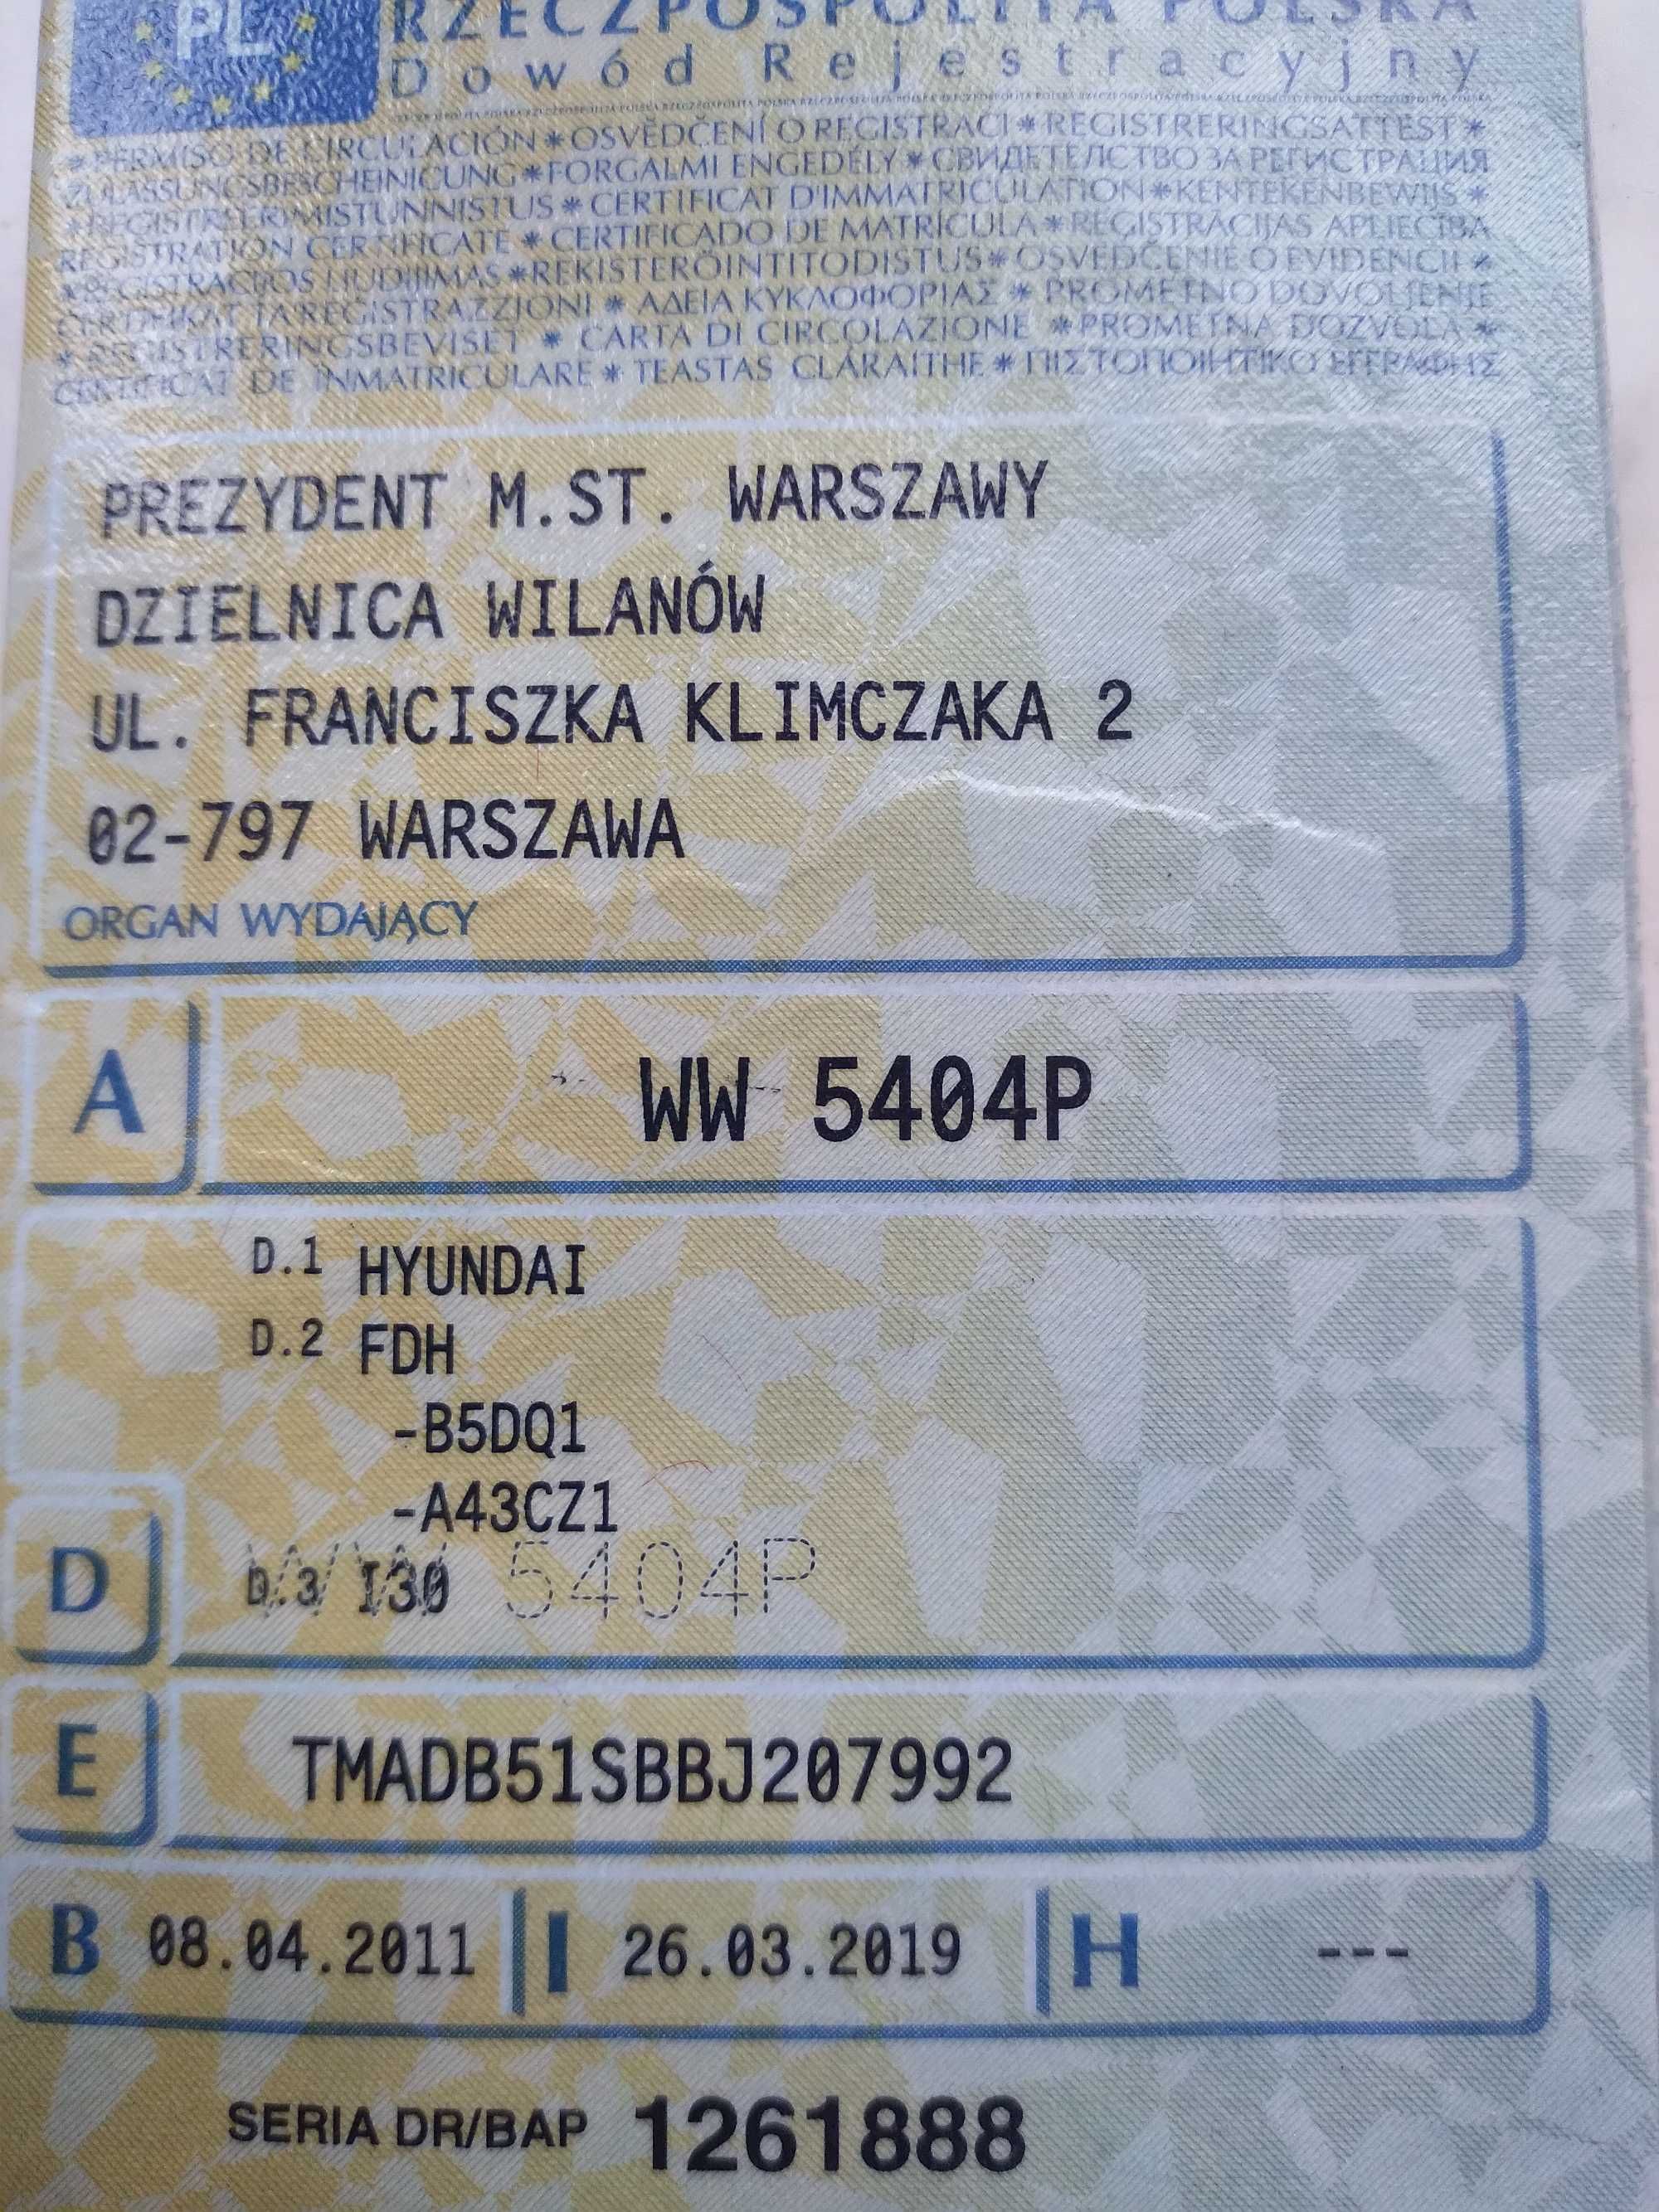 PL
RZECZPOSPOLITA POLSKA
Dowód Rejestracyjny
*PERMISO DE CIRCULACIÓN*OSVĚDČENÍ O REGISTRACI*REGISTRERINGSATTEST*
ZULASSUNGSBESCHEINIGUNG*FORGALMI ENGEDÉLY*СВИДЕТЕЛСТВО ЗА РЕГИСТРАЦИЯ
*REGISTREERIMISTUNNISTUS*CERTIFICAT D'IMMATRICULATION*KENTEKENBEWIJS*
REGISTRATION CERTIFICATE*CERTIFICADO DE MATRÍCULA*REĢISTRĀCIJAS APLIECĪBA
*REGISTRACIJOS LIUDIJIMAS*REKISTERÖINTITODISTUS*OSVEDČENIE O EVIDENCII*
ĊERTIFIKAT TA'REĠISTRAZZJONI*ΑΔΕΙΑ ΚΥΚΛΟΦΟΡΙΑΣ*PROMETNO DOVOLJENJE
*REGISTRERINGSBEVISET*CARTA DI CIRCOLAZIONE*PROMETNA DOZVOLA*
CERTIFICAT DE ÎNMATRICULARE*TEASTAS CLÁRAITHE*ΠΙΣΤΟΠΟΙΗΤΙΚΟ ΕΓΓΡΑΦΗΣ
PREZYDENT M.ST. WARSZAWY
DZIELNICA WILANÓW
UL. FRANCISZKA KLIMCZAKA 2
02-797 WARSZAWA
ORGAN WYDAJĄCY
A WW 5404P
D.1 HYUNDAI
D.2 FDH
-B5DQ1
-A43CZ1
D D.3 I30 WW 5404P
E TMADB51SBBJ207992
B 08.04.2011 I 26.03.2019 H ---
SERIA DR/BAP 1261888